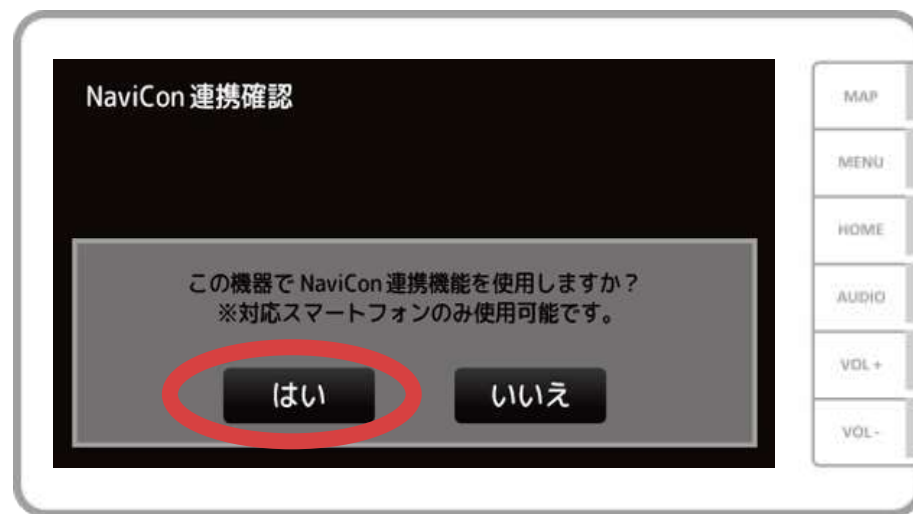 NaviCon 連携確認
この機器で NaviCon 連携機能を使用しますか？
※対応スマートフォンのみ使用可能です。
はい
いいえ
MAP
MENU
HOME
AUDIO
VOL +
VOL -